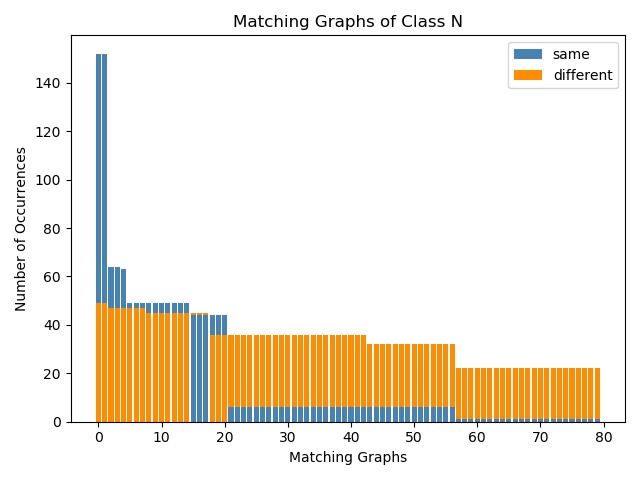 Matching Graphs of Class N
same
different
Number of Occurrences
140
120
100
80
60
40
20
0
0 10 20 30 40 50 60 70 80
Matching Graphs